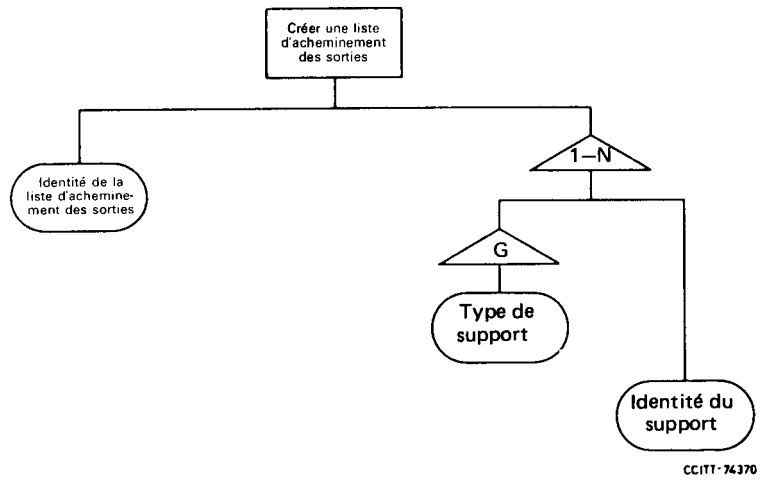 Créer une liste
d'acheminement
des sorties
1–N
Identité de la
liste d'achemine-
ment des sorties
G
Type de
support
Identité du
support
CCITT-74370